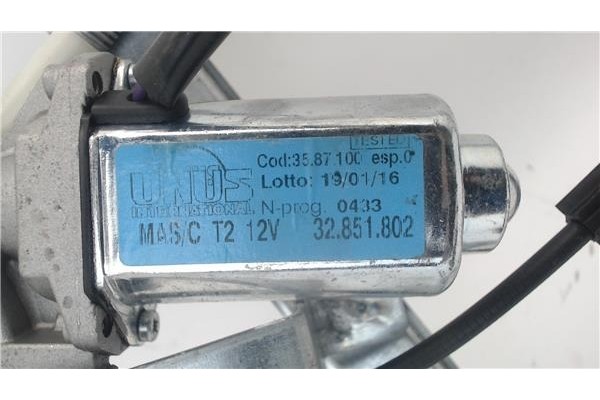 TESTED
Cod:35.87.100 esp.0
Lotto: 19/01/16
INTERNATIONAL N-prog. 0433
MAS/C T2 12V 32.851.802